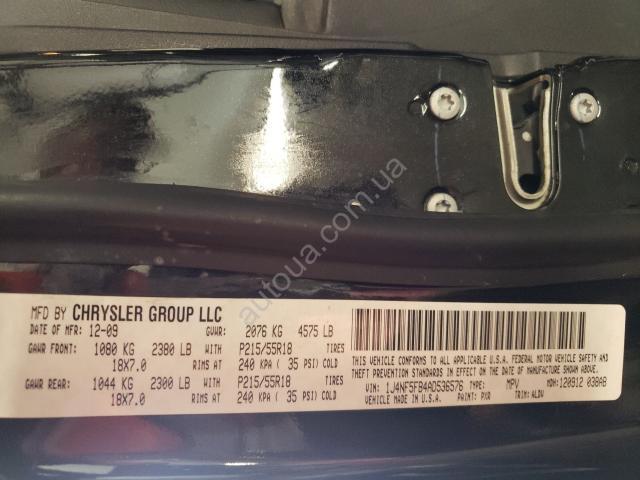 MFD BY CHRYSLER GROUP LLC
DATE OF MFR: 12-09 GVWR: 2076 KG 4575 LB
GAWR FRONT: 1080 KG 2380 LB WITH P215/55R18 TIRES
18X7.0 RIMS AT 240 KPA ( 35 PSI) COLD
GAWR REAR: 1044 KG 2300 LB WITH P215/55R18 TIRES
18X7.0 RIMS AT 240 KPA ( 35 PSI) COLD
THIS VEHICLE CONFORMS TO ALL APPLICABLE U.S.A. FEDERAL MOTOR VEHICLE SAFETY, BUMPER, AND THEFT
PREVENTION STANDARDS IN EFFECT ON THE DATE OF MANUFACTURE SHOWN ABOVE.
VIN: 1J4NF5FB4AD536576 TYPE: MPV MDH: 120912 038AB
VEHICLE MADE IN U.S.A. PAINT: PXR TRIM: ALDV
autoua.com.ua